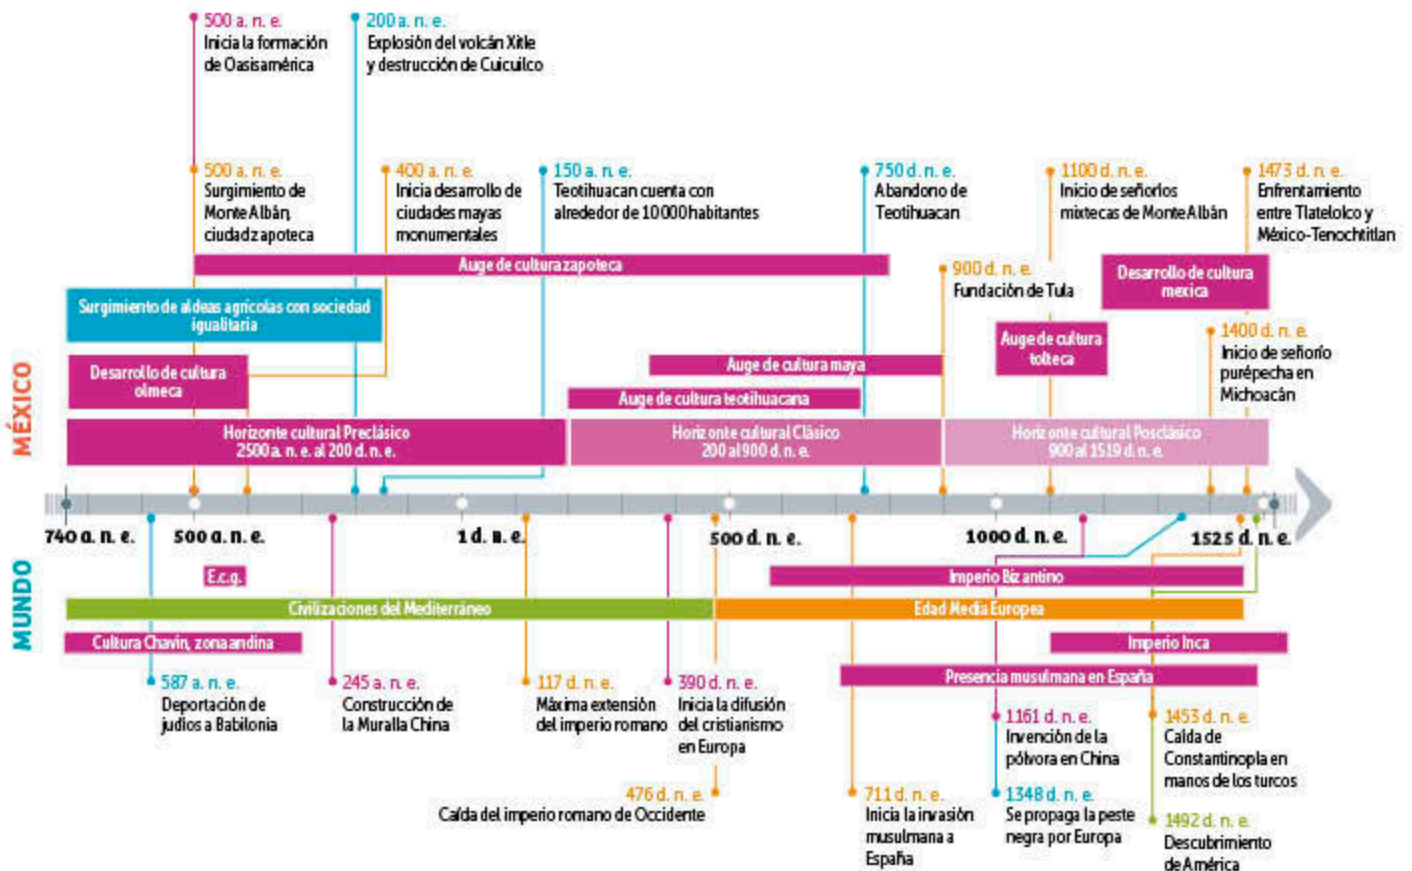 500 a. n. e.
Inicia la formación
de Oasisamérica
200 a. n. e.
Explosión del volcán Xitle
y destrucción de Cuicuilco
500 a. n. e.
Surgimiento de
Monte Albán,
ciudad zapoteca
400 a. n. e.
Inicia desarrollo de
ciudades mayas
monumentales
150 a. n. e.
Teotihuacan cuenta con
alrededor de 10 000 habitantes
750 d. n. e.
Abandono de
Teotihuacan
1100 d. n. e.
Inicio de señoríos
mixtecas de Monte Albán
1473 d. n. e.
Enfrentamiento
entre Tlatelolco y
México-Tenochtitlan
Auge de cultura zapoteca
900 d. n. e.
Fundación de Tula
Desarrollo de cultura
mexica
Surgimiento de aldeas agrícolas con sociedad
igualitaria
Auge de cultura
tolteca
1400 d. n. e.
Inicio de señorío
purépecha en
Michoacán
Desarrollo de cultura
olmeca
Auge de cultura maya
Auge de cultura teotihuacana
MÉXICO
Horizonte cultural Preclásico
2500 a. n. e. al 200 d. n. e.
Horizonte cultural Clásico
200 al 900 d. n. e.
Horizonte cultural Posclásico
900 al 1519 d. n. e.
740 a. n. e.
500 a. n. e.
1 d. n. e.
500 d. n. e.
1000 d. n. e.
1525 d. n. e.
MUNDO
E.c.g.
Imperio Bizantino
Civilizaciones del Mediterráneo
Edad Media Europea
Cultura Chavín, zona andina
Imperio Inca
Presencia musulmana en España
587 a. n. e.
Deportación de
judíos a Babilonia
245 a. n. e.
Construcción de
la Muralla China
117 d. n. e.
Máxima extensión
del imperio romano
390 d. n. e.
Inicia la difusión
del cristianismo
en Europa
1161 d. n. e.
Invención de la
pólvora en China
1453 d. n. e.
Caída de
Constantinopla en
manos de los turcos
476 d. n. e.
Caída del imperio romano de Occidente
711 d. n. e.
Inicia la invasión
musulmana a
España
1348 d. n. e.
Se propaga la peste
negra por Europa
1492 d. n. e.
Descubrimiento
de América